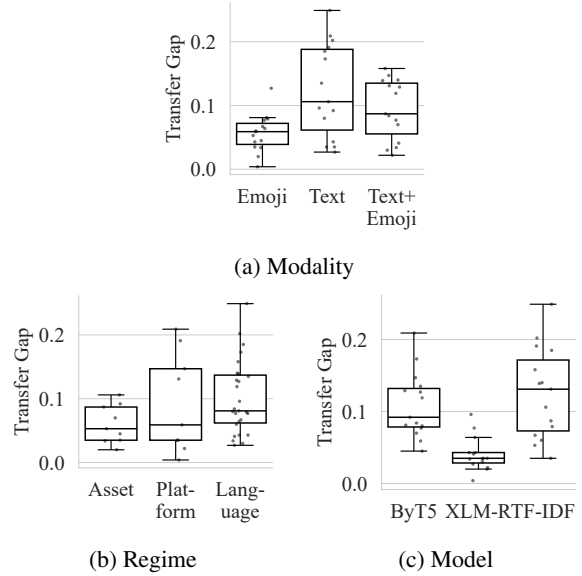 Transfer Gap
0.2
0.1
0.0
Emoji Text Text+
Emoji
(a) Modality
Transfer Gap
0.2
0.1
0.0
Asset Plat-
form Lang-
uage
(b) Regime
Transfer Gap
0.2
0.1
0.0
ByT5 XLM-RTF-IDF
(c) Model